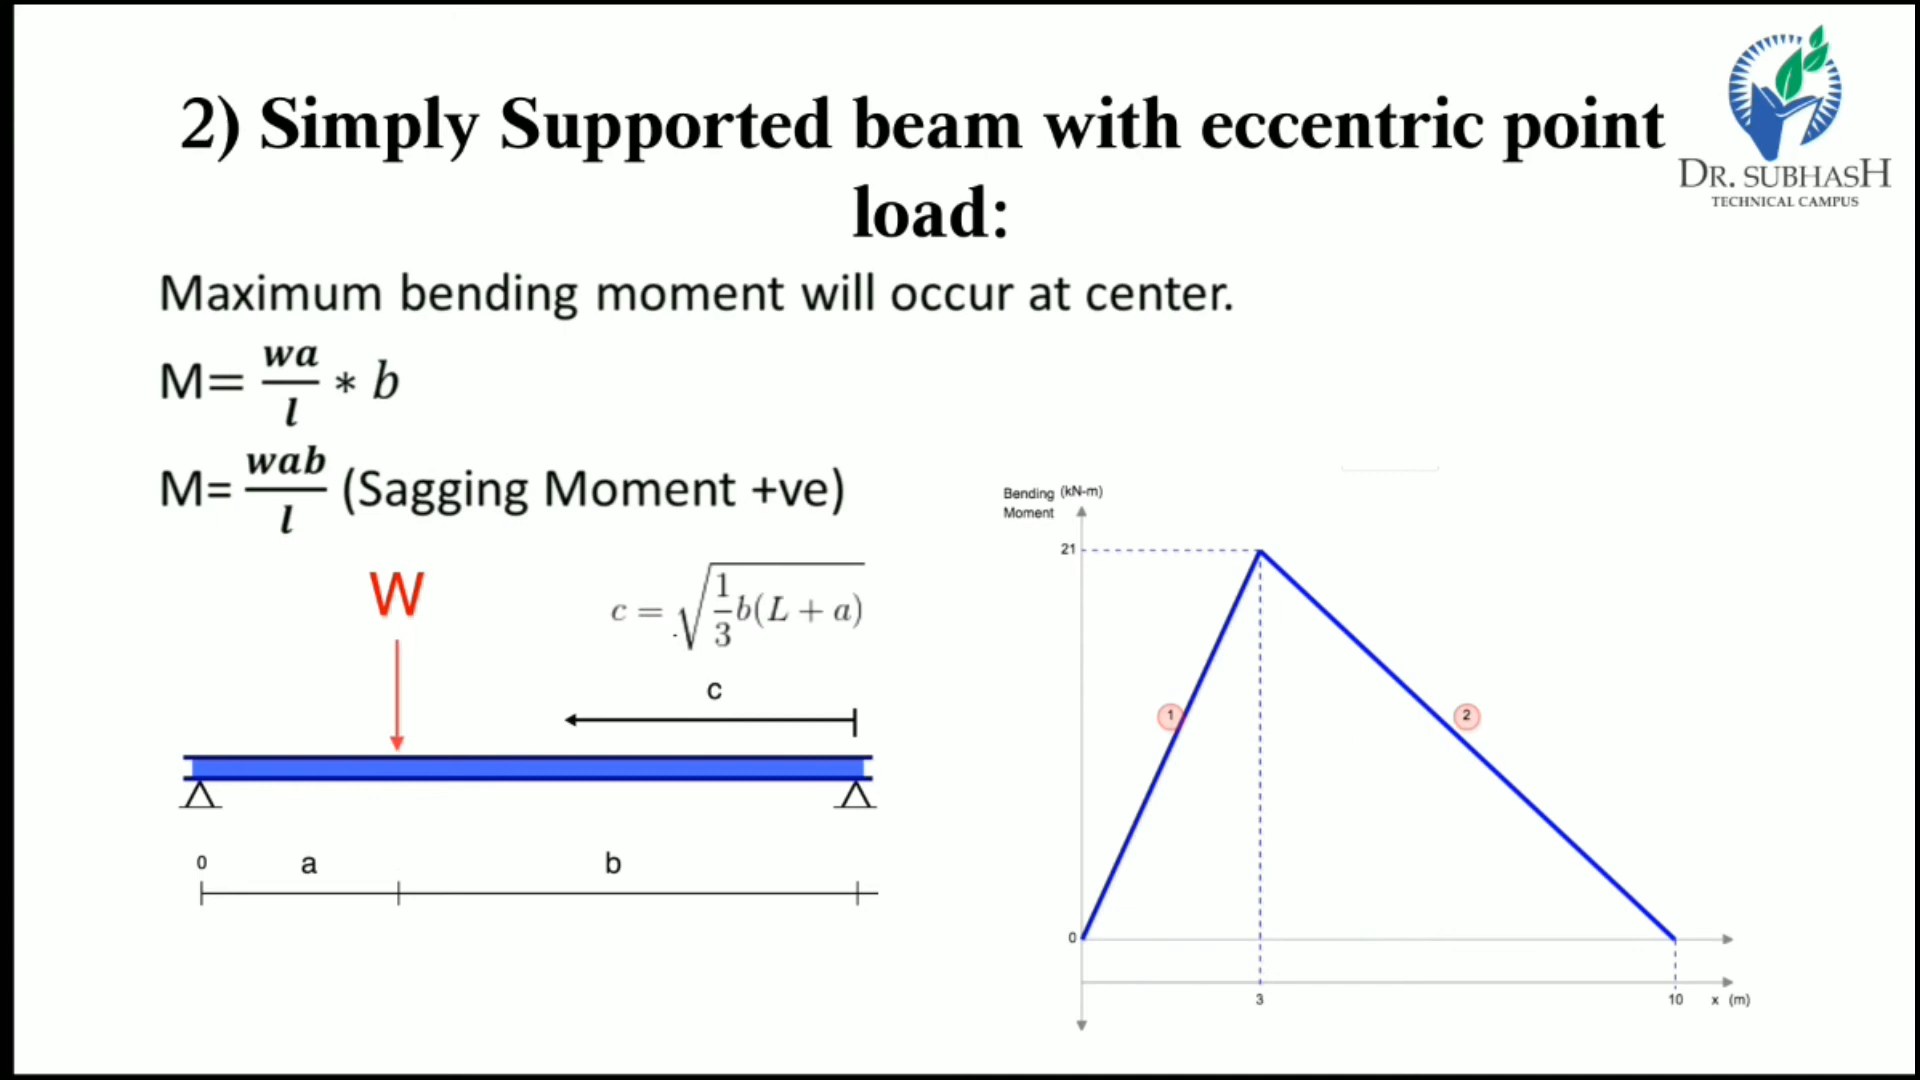 2) Simply Supported beam with eccentric point
load:
DR. SUBHASH
TECHNICAL CAMPUS
Maximum bending moment will occur at center.
M= wa/l * b
M= wab/l (Sagging Moment +ve)
W
c = √(1/3 b(L + a))
c
0 a b
Bending (kN-m)
Moment
21
1 2
0
3 10 x (m)